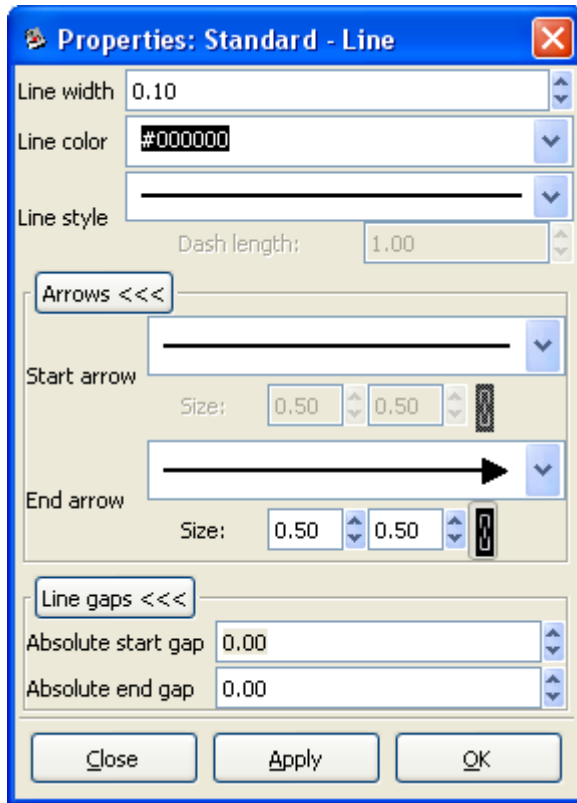 Properties: Standard - Line
Line width 0.10
Line color #000000
Line style
Dash length: 1.00
Arrows <<<
Start arrow
Size: 0.50 0.50
End arrow
Size: 0.50 0.50
Line gaps <<<
Absolute start gap 0.00
Absolute end gap 0.00
Close Apply OK